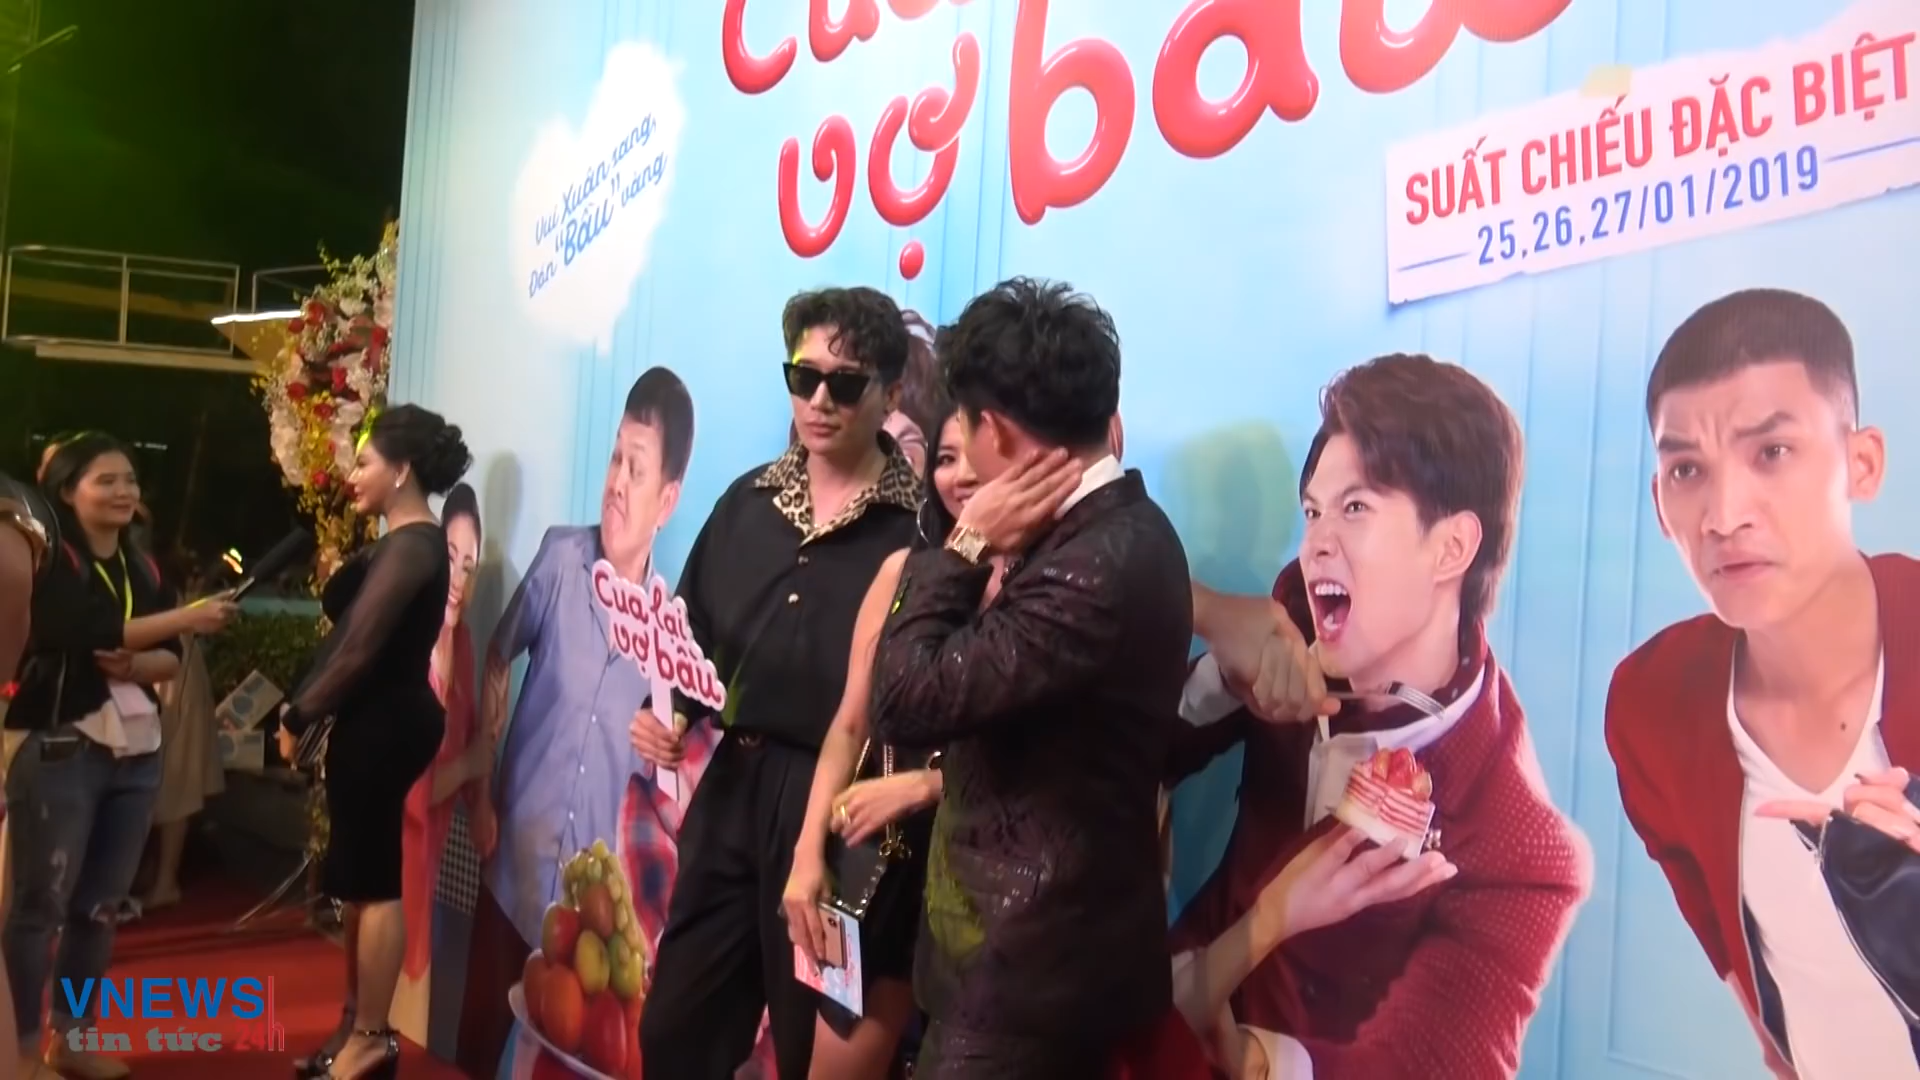 vợ bầu
SUẤT CHIẾU ĐẶC BIỆT
25,26,27/01/2019
Vui Xuân sang,
Đón "Bầu" vàng
Cua lại
vợ bầu
VNEWS
tin tức 24h